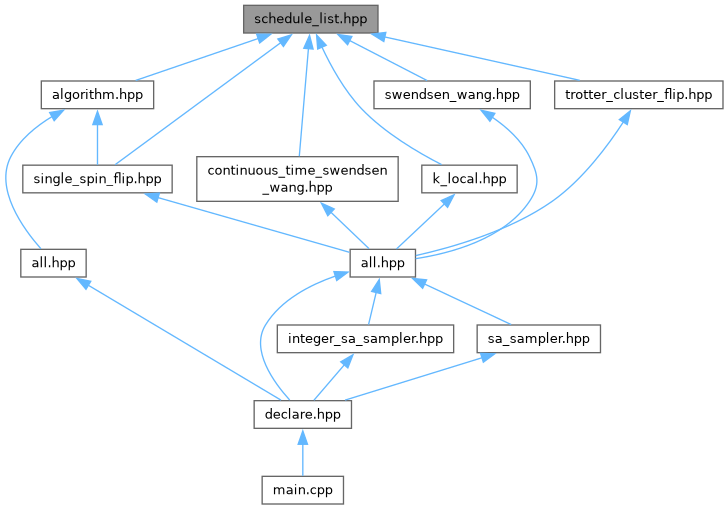 schedule_list.hpp
algorithm.hpp
swendsen_wang.hpp
trotter_cluster_flip.hpp
single_spin_flip.hpp
continuous_time_swendsen
_wang.hpp
k_local.hpp
all.hpp
all.hpp
integer_sa_sampler.hpp
sa_sampler.hpp
declare.hpp
main.cpp